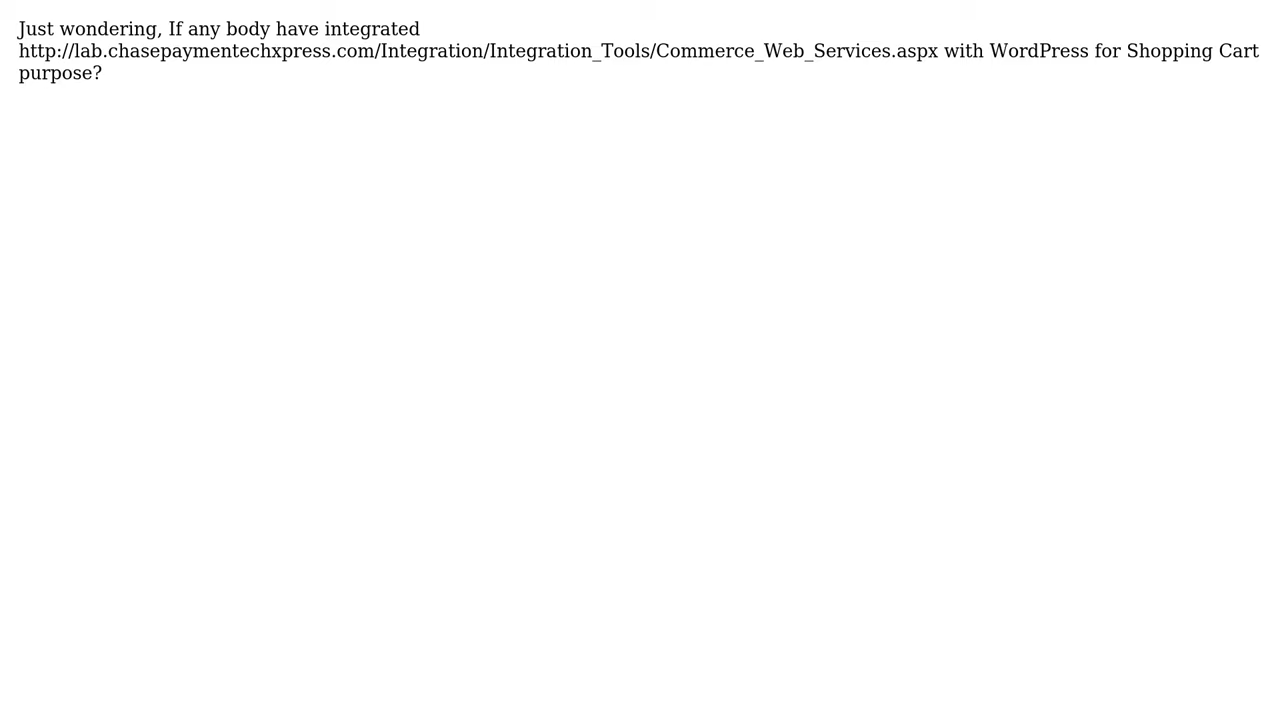 Just wondering, If any body have integrated
http://lab.chasepaymentechxpress.com/Integration/Integration_Tools/Commerce_Web_Services.aspx with WordPress for Shopping Cart
purpose?